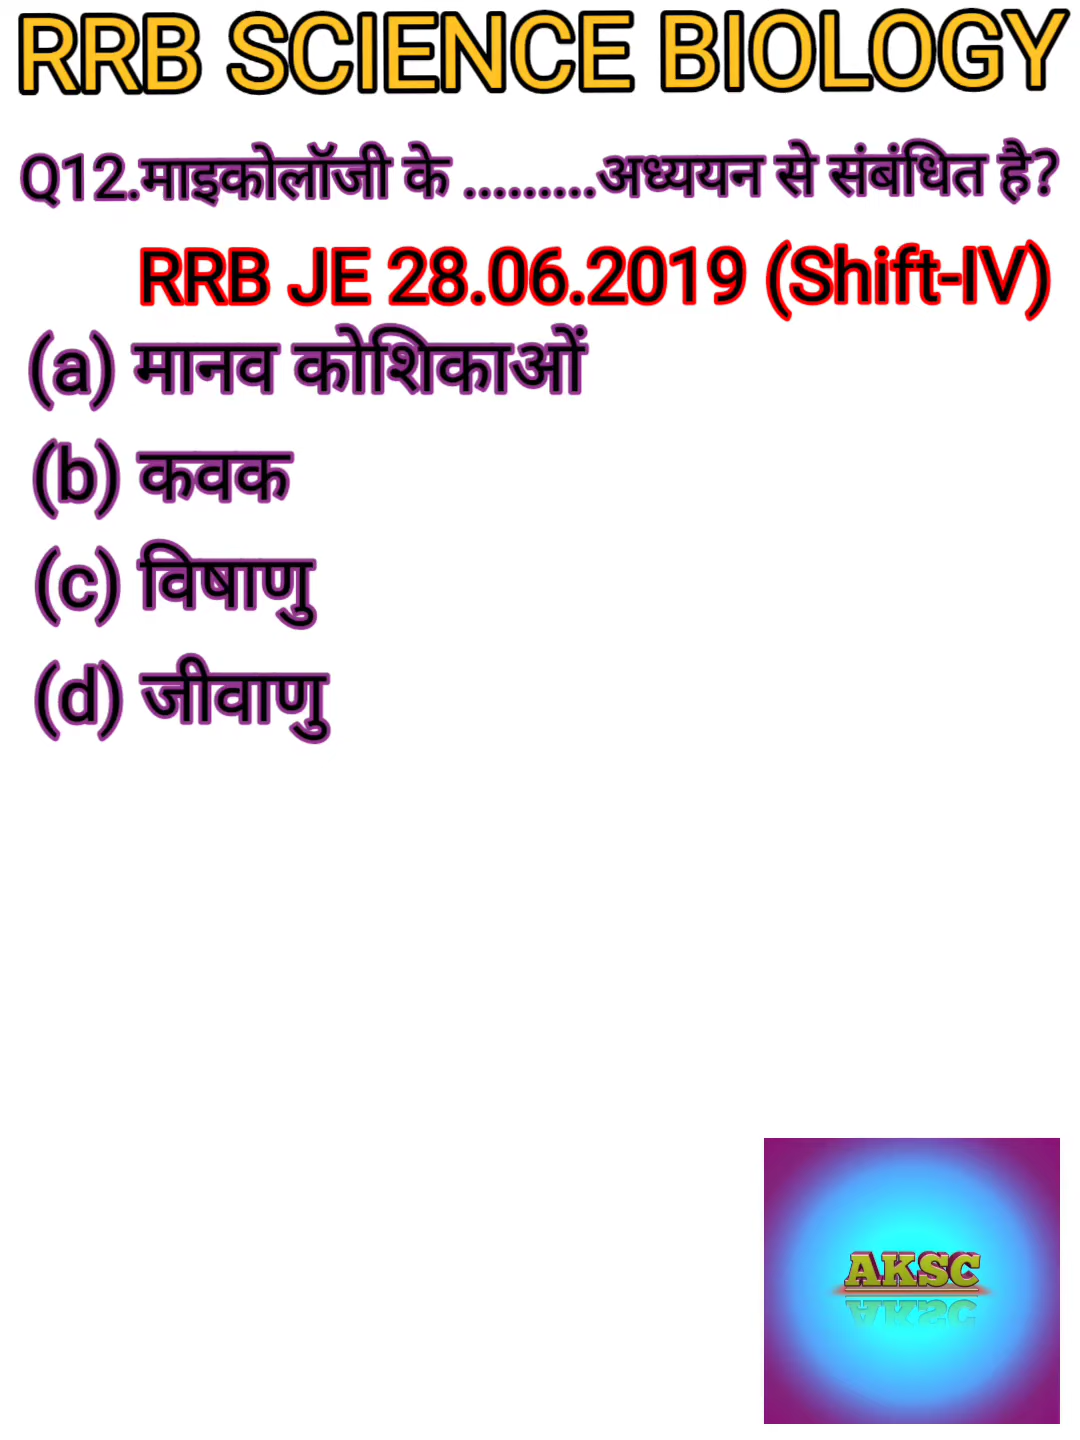 RRB SCIENCE BIOLOGY
Q12.माइकोलॉजी के .........अध्ययन से संबंधित है?
RRB JE 28.06.2019 (Shift-IV)
(a) मानव कोशिकाओं
(b) कवक
(c) विषाणु
(d) जीवाणु
AKSC